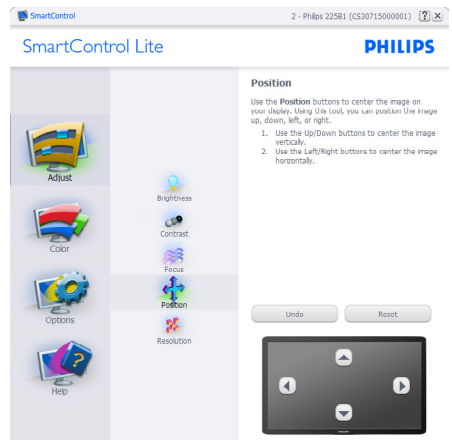 SmartControl
2 - Philips 225B1 (CS30715000001)
SmartControl Lite
PHILIPS
Adjust
Color
Options
Help
Brightness
Contrast
Focus
Position
Resolution
Position
Use the Position buttons to center the image on
your display. Using this tool, you can position the image
up, down, left, or right.
1. Use the Up/Down buttons to center the image
vertically.
2. Use the Left/Right buttons to center the image
horizontally.
Undo
Reset